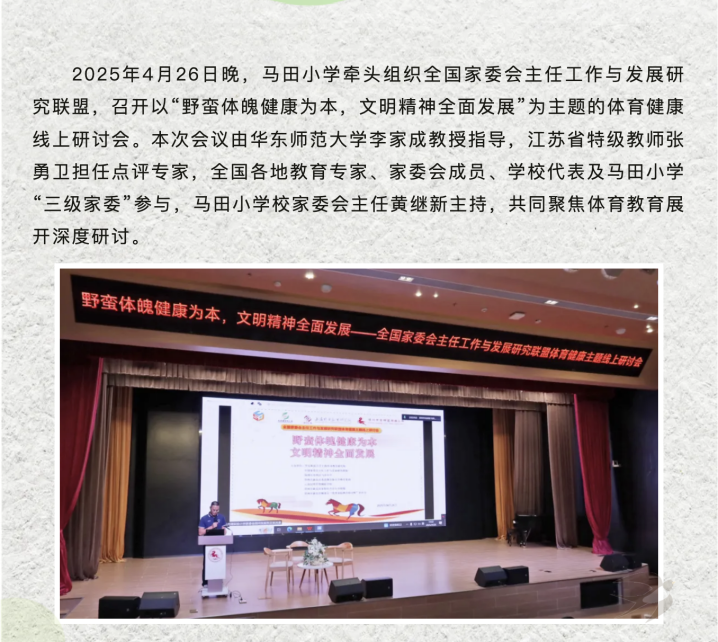 2025年4月26日晚，马田小学牵头组织全国家委会主任工作与发展研
究联盟，召开以“野蛮体魄健康为本，文明精神全面发展”为主题的体育健康
线上研讨会。本次会议由华东师范大学李家成教授指导，江苏省特级教师张
勇卫担任点评专家，全国各地教育专家、家委会成员、学校代表及马田小学
“三级家委”参与，马田小学校家委会主任黄继新主持，共同聚焦体育教育展
开深度研讨。
野蛮体魄健康为本，文明精神全面发展——全国家委会主任工作与发展研究联盟体育健康主题线上研讨会
野蛮体魄健康为本
文明精神全面发展